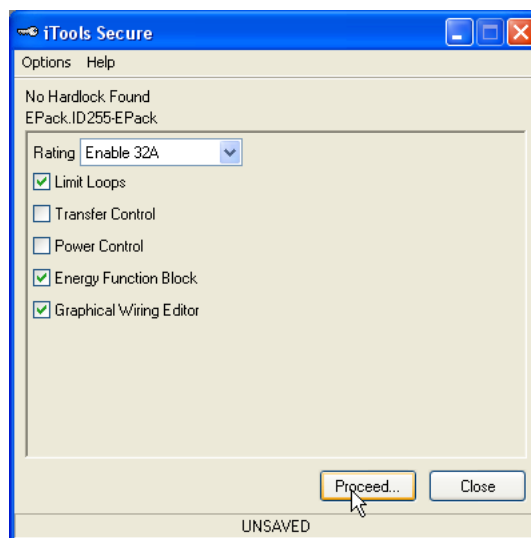 iTools Secure
Options Help
No Hardlock Found
EPack.ID255-EPack
Rating Enable 32A
Limit Loops
Transfer Control
Power Control
Energy Function Block
Graphical Wiring Editor
Proceed... Close
UNSAVED